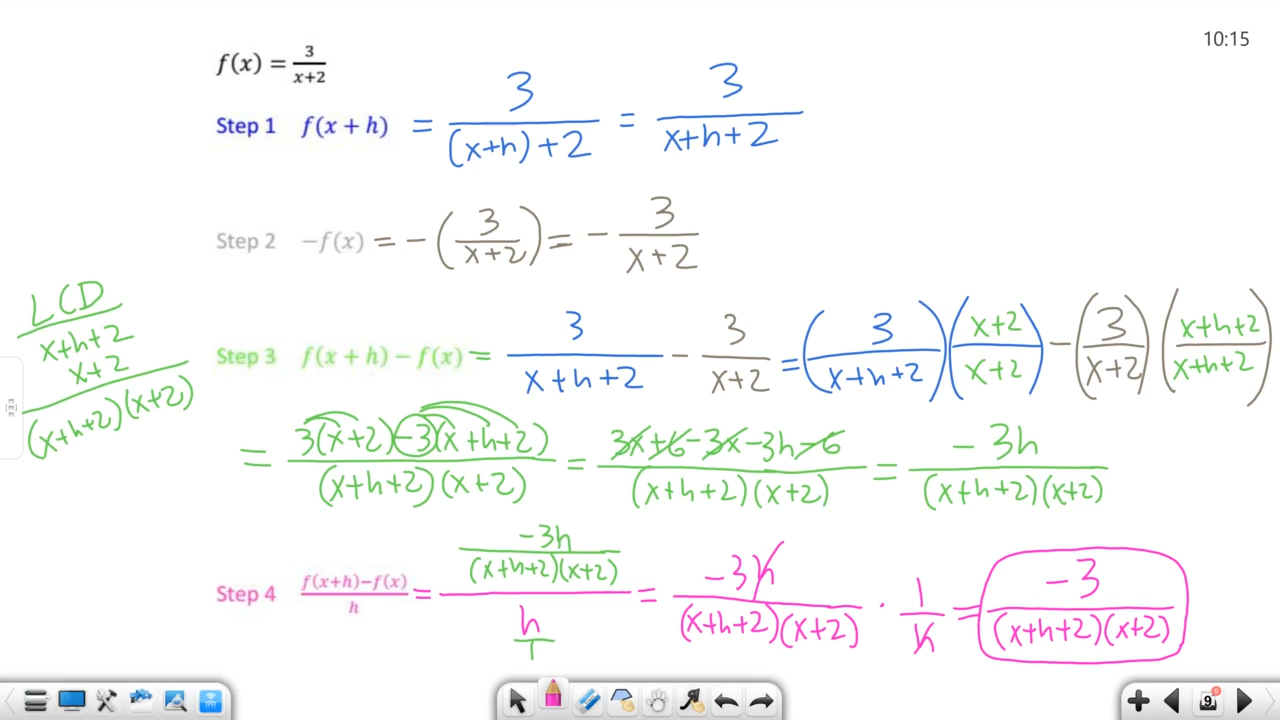 10:15
f(x) = 3/(x+2)
Step 1 f(x + h) = 3/((x+h)+2) = 3/(x+h+2)
Step 2 −f(x) = −(3/(x+2)) = − 3/(x+2)
LCD
x+h+2
x+2
(x+h+2)(x+2)
Step 3 f(x + h) − f(x) = 3/(x+h+2) − 3/(x+2) = (3/(x+h+2))((x+2)/(x+2)) − (3/(x+2))((x+h+2)/(x+h+2))
= (3(x+2)−3(x+h+2))/((x+h+2)(x+2)) = (3x+6−3x−3h−6)/((x+h+2)(x+2)) = −3h/((x+h+2)(x+2))
Step 4 (f(x+h)−f(x))/h = (−3h/((x+h+2)(x+2)))/(h/1) = −3h/((x+h+2)(x+2)) · 1/h = −3/((x+h+2)(x+2))
9